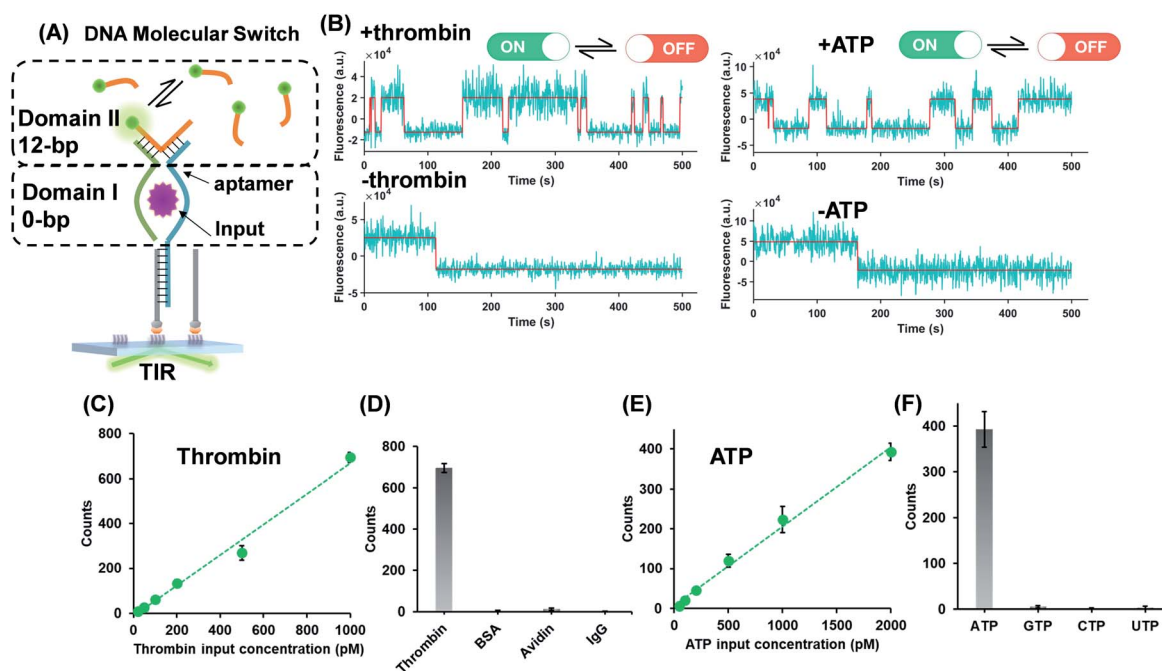 (A) DNA Molecular Switch
Domain II
12-bp
Domain I
0-bp
aptamer
Input
TIR
(B)
+thrombin
ON
OFF
×10⁴
Fluorescence (a.u.)
4
2
0
-2
0 100 200 300 400 500
Time (s)
+ATP
ON
OFF
×10⁴
Fluorescence (a.u.)
10
5
0
-5
0 100 200 300 400 500
Time (s)
-thrombin
×10⁴
Fluorescence (a.u.)
5
0
-5
0 100 200 300 400 500
Time (s)
-ATP
×10⁴
Fluorescence (a.u.)
10
5
0
-5
0 100 200 300 400 500
Time (s)
(C)
Thrombin
Counts
800
600
400
200
0
0 200 400 600 800 1000
Thrombin input concentration (pM)
(D)
Counts
800
600
400
200
0
Thrombin
BSA
Avidin
IgG
(E)
ATP
Counts
400
300
200
100
0
0 500 1000 1500 2000
ATP input concentration (pM)
(F)
Counts
400
300
200
100
0
ATP GTP CTP UTP